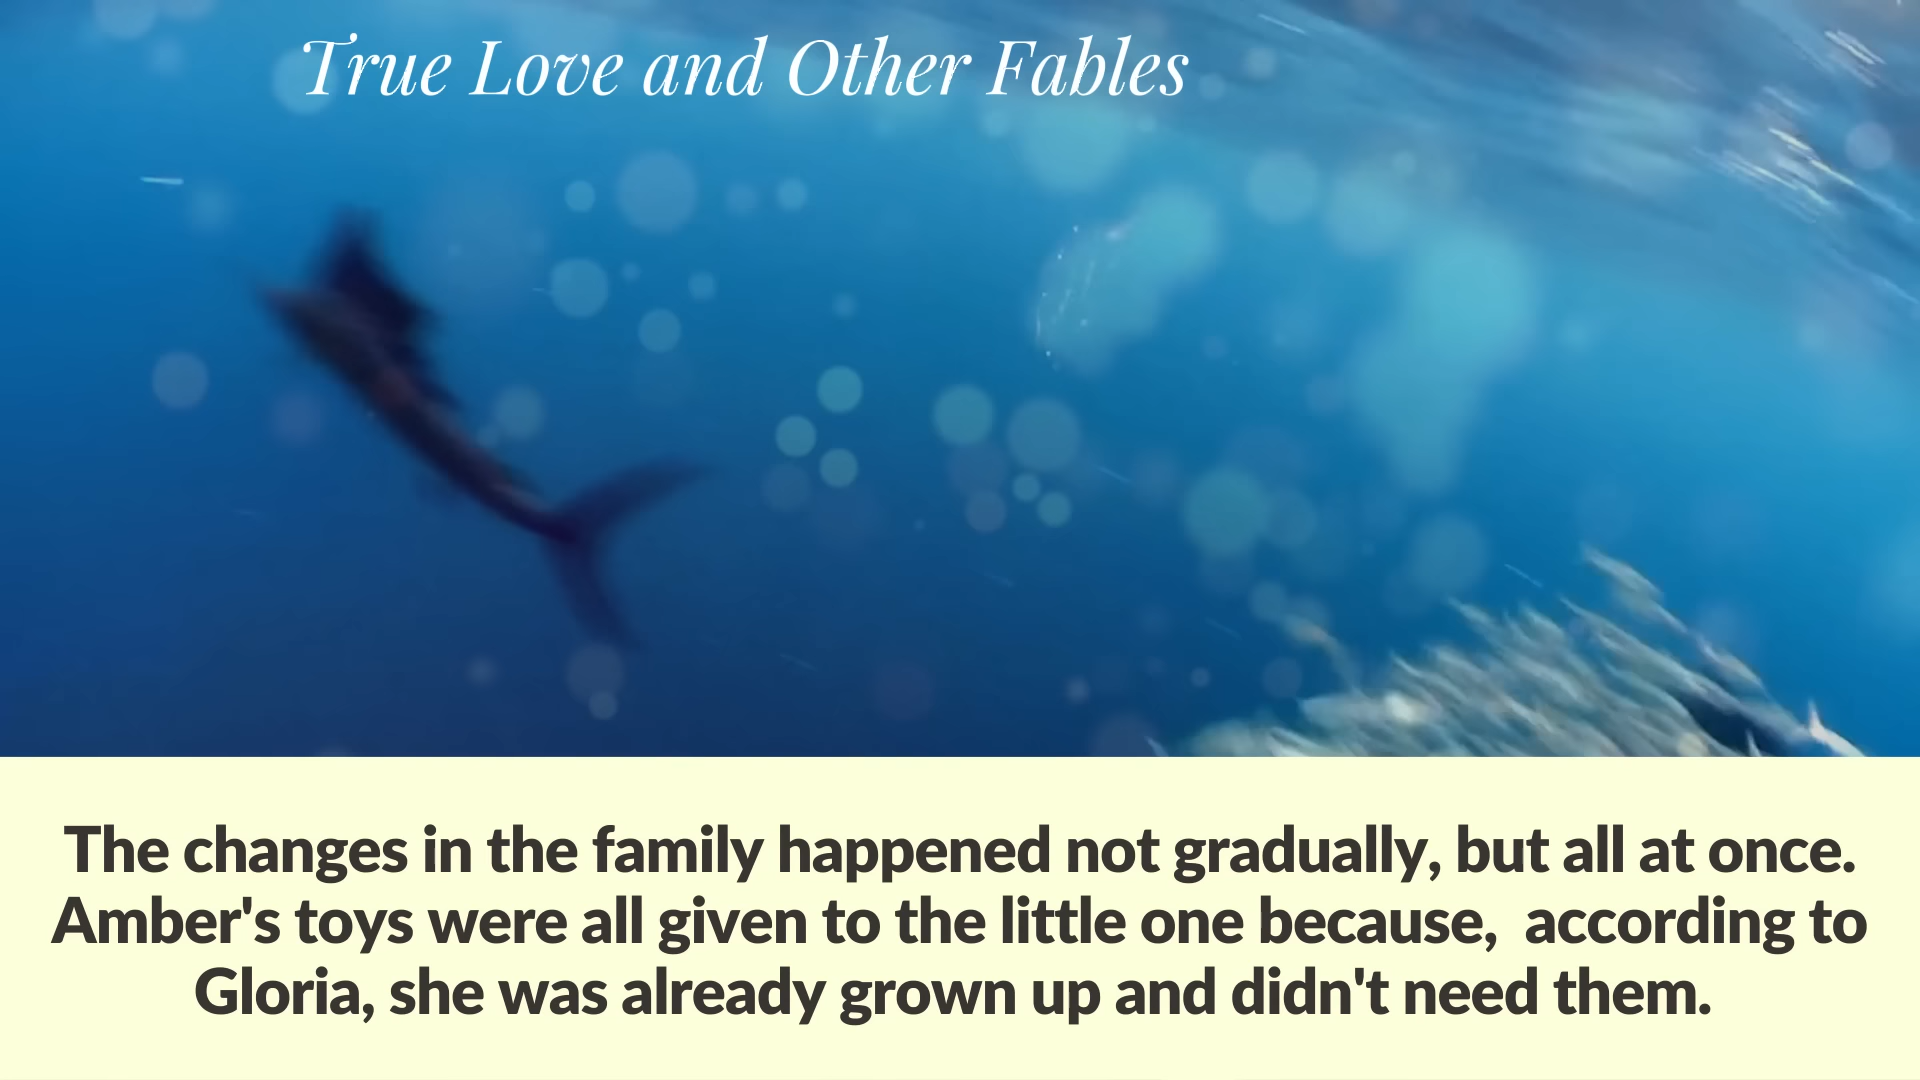 True Love and Other Fables
The changes in the family happened not gradually, but all at once.
Amber's toys were all given to the little one because,  according to
Gloria, she was already grown up and didn't need them.